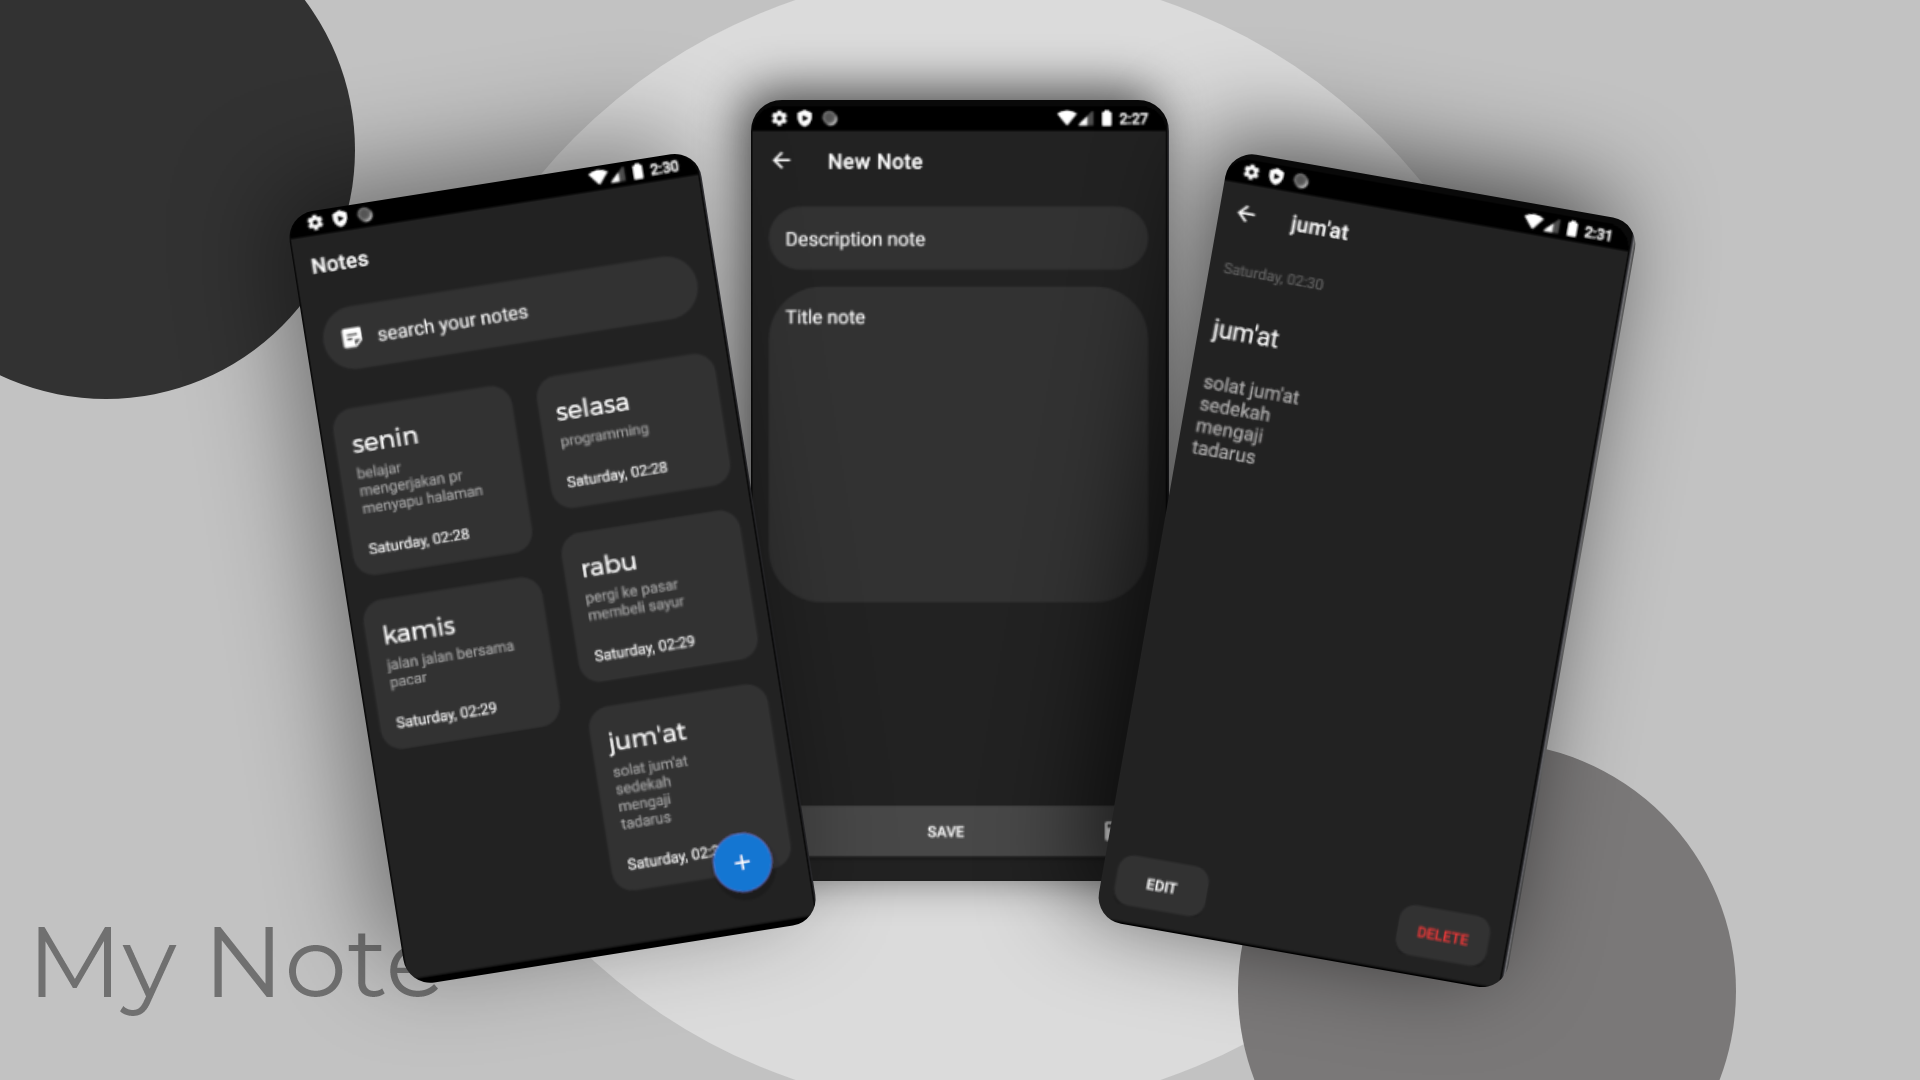 2:30
Notes
search your notes
senin
belajar
mengerjakan pr
menyapu halaman
Saturday, 02:28
selasa
programming
Saturday, 02:28
rabu
pergi ke pasar
membeli sayur
Saturday, 02:29
kamis
jalan jalan bersama
pacar
Saturday, 02:29
jum'at
solat jum'at
sedekah
mengaji
tadarus
Saturday,
+
2:27
New Note
Description note
Title note
SAVE
2:31
jum'at
Saturday, 02:30
jum'at
solat jum'at
sedekah
mengaji
tadarus
EDIT
DELETE
My Note